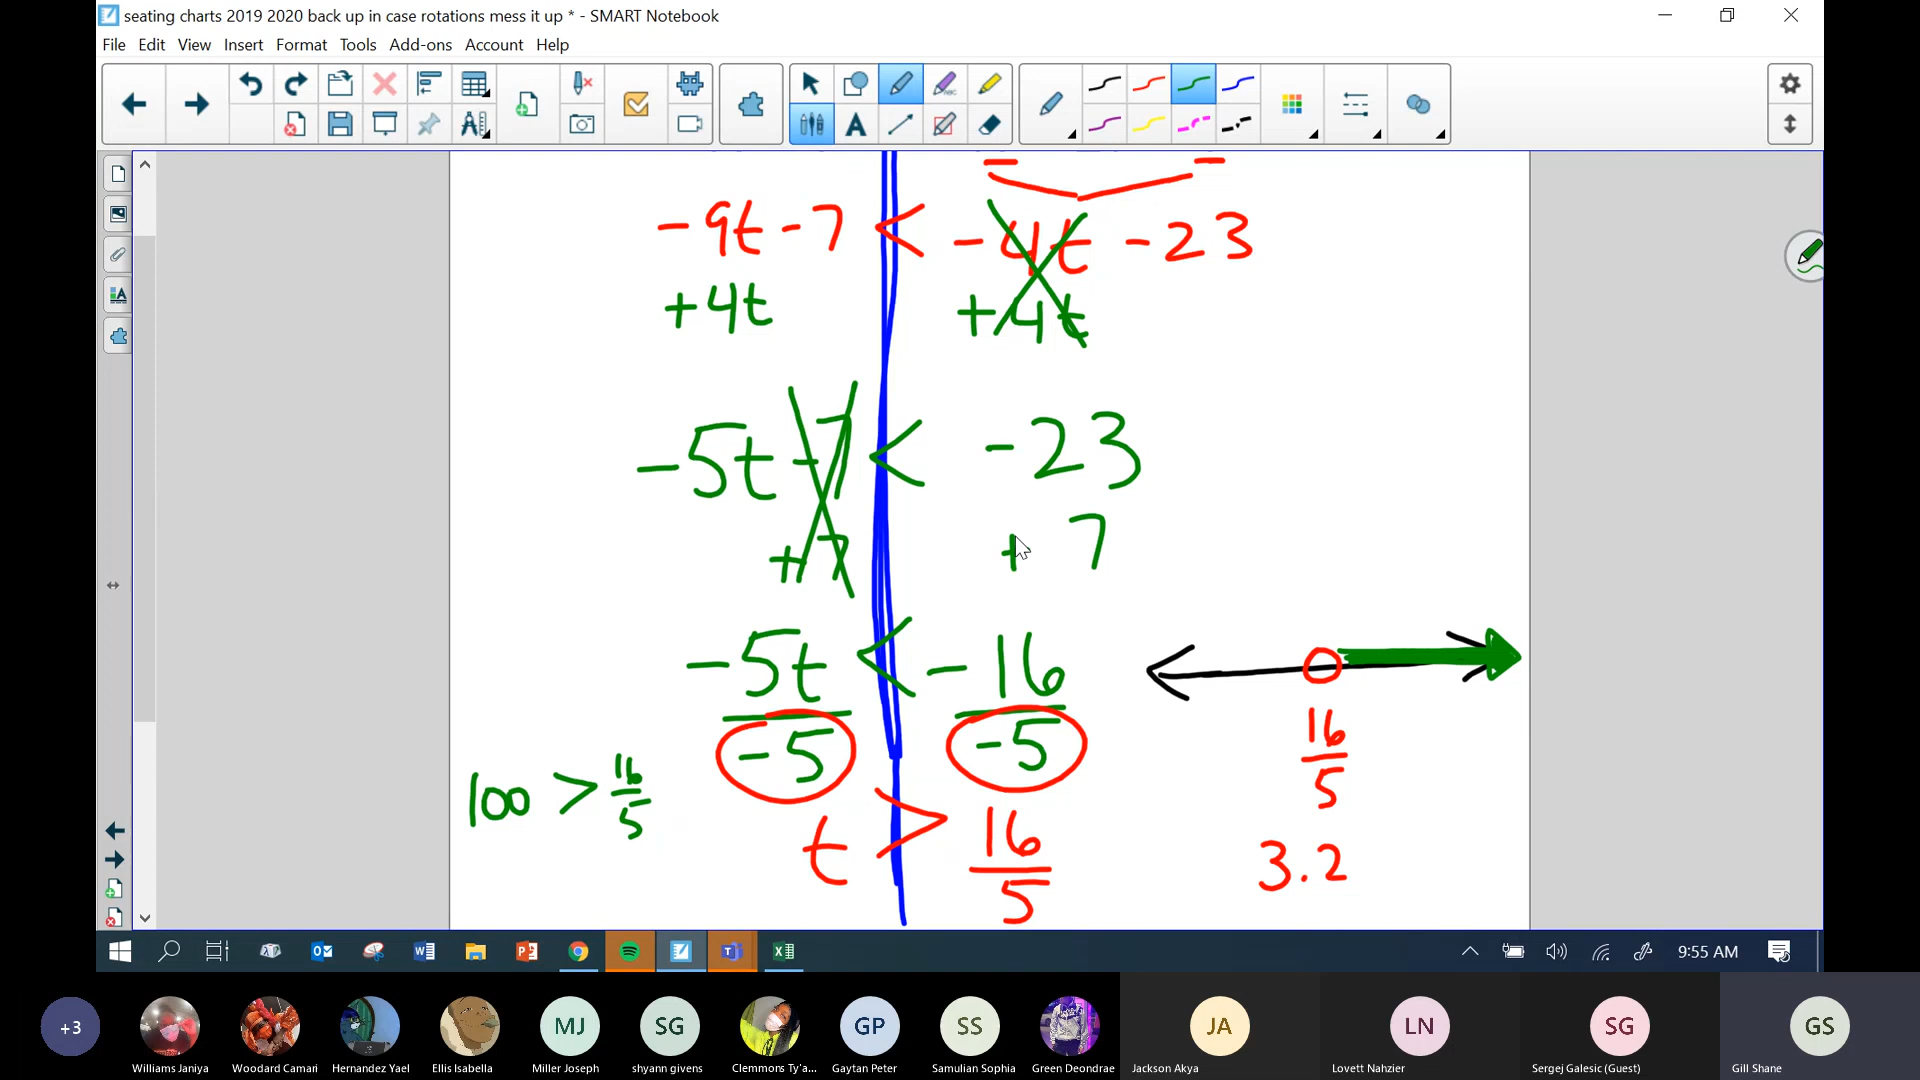 seating charts 2019 2020 back up in case rotations mess it up * - SMART Notebook
File Edit View Insert Format Tools Add-ons Account Help
-9t -7 < -4t -23
+4t +4t
-5t -7 < -23
+7 + 7
-5t < -16
-5 -5
100 > 16/5
t > 16/5
16/5
3.2
9:55 AM
+3 MJ SG GP SS JA LN SG GS
Williams Janiya Woodard Camari Hernandez Yael Ellis Isabella Miller Joseph shyann givens Clemmons Ty'a... Gaytan Peter Samulian Sophia Green Deondrae Jackson Akya Lovett Nahzier Sergej Galesic (Guest) Gill Shane